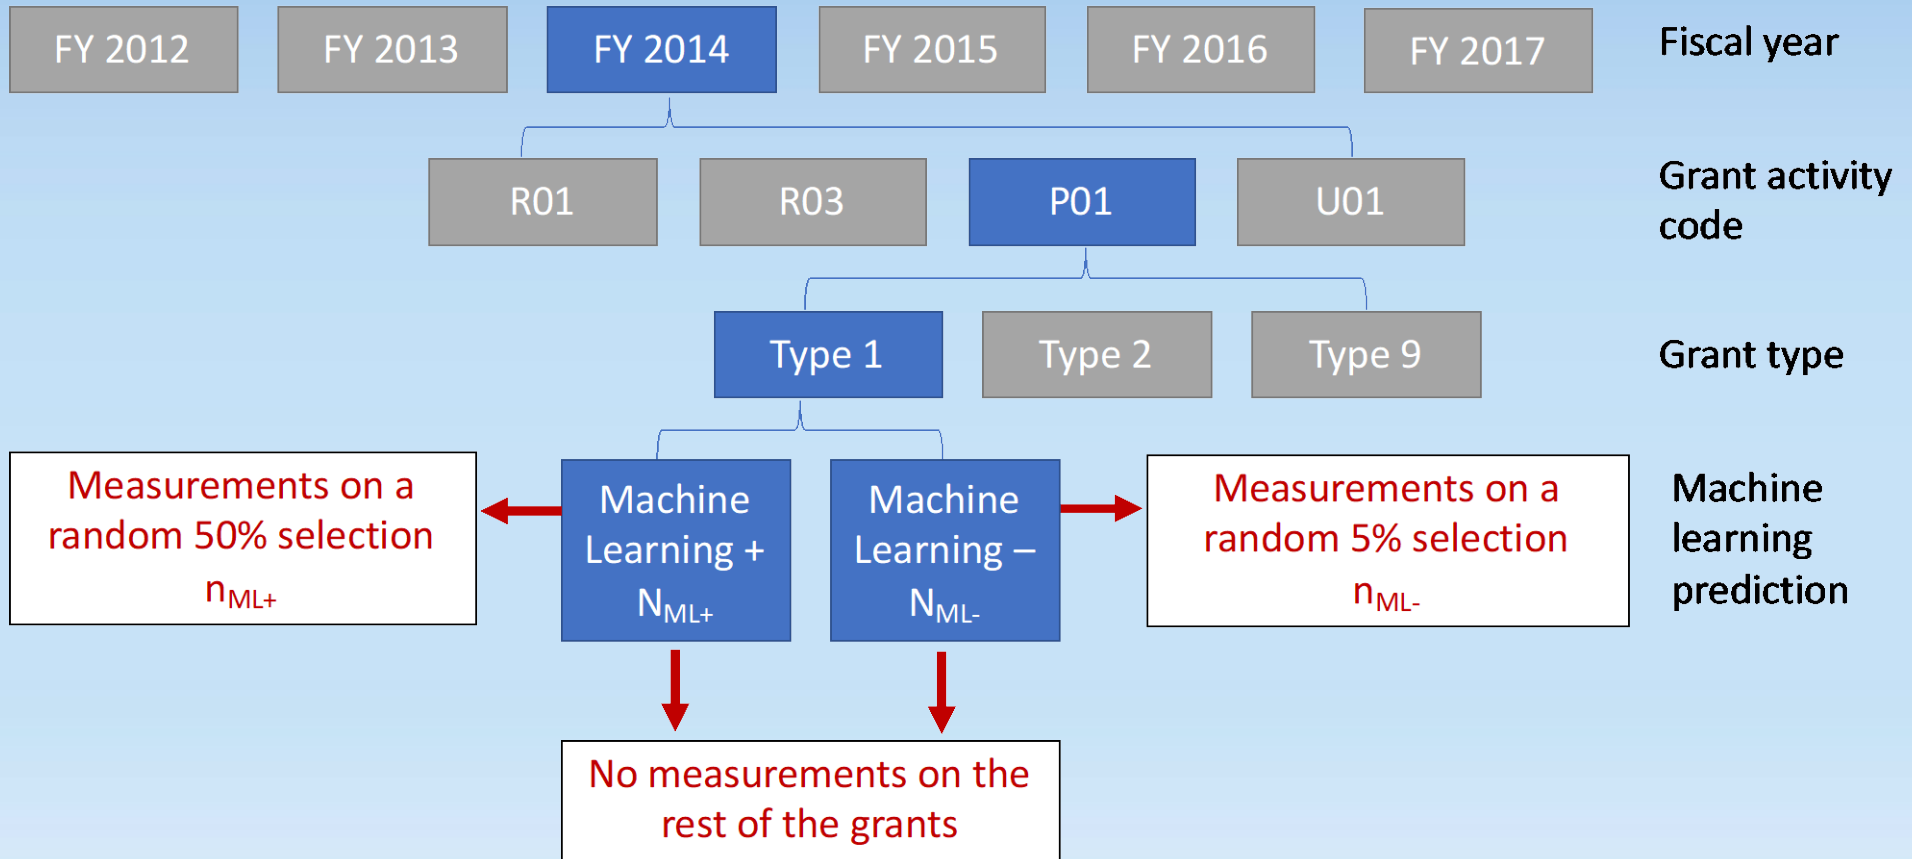 FY 2012
FY 2013
FY 2014
FY 2015
FY 2016
FY 2017
Fiscal year
R01
R03
P01
U01
Grant activity
code
Type 1
Type 2
Type 9
Grant type
Measurements on a
random 50% selection
nML+
Machine
Learning +
NML+
Machine
Learning –
NML-
Measurements on a
random 5% selection
nML-
Machine
learning
prediction
No measurements on the
rest of the grants